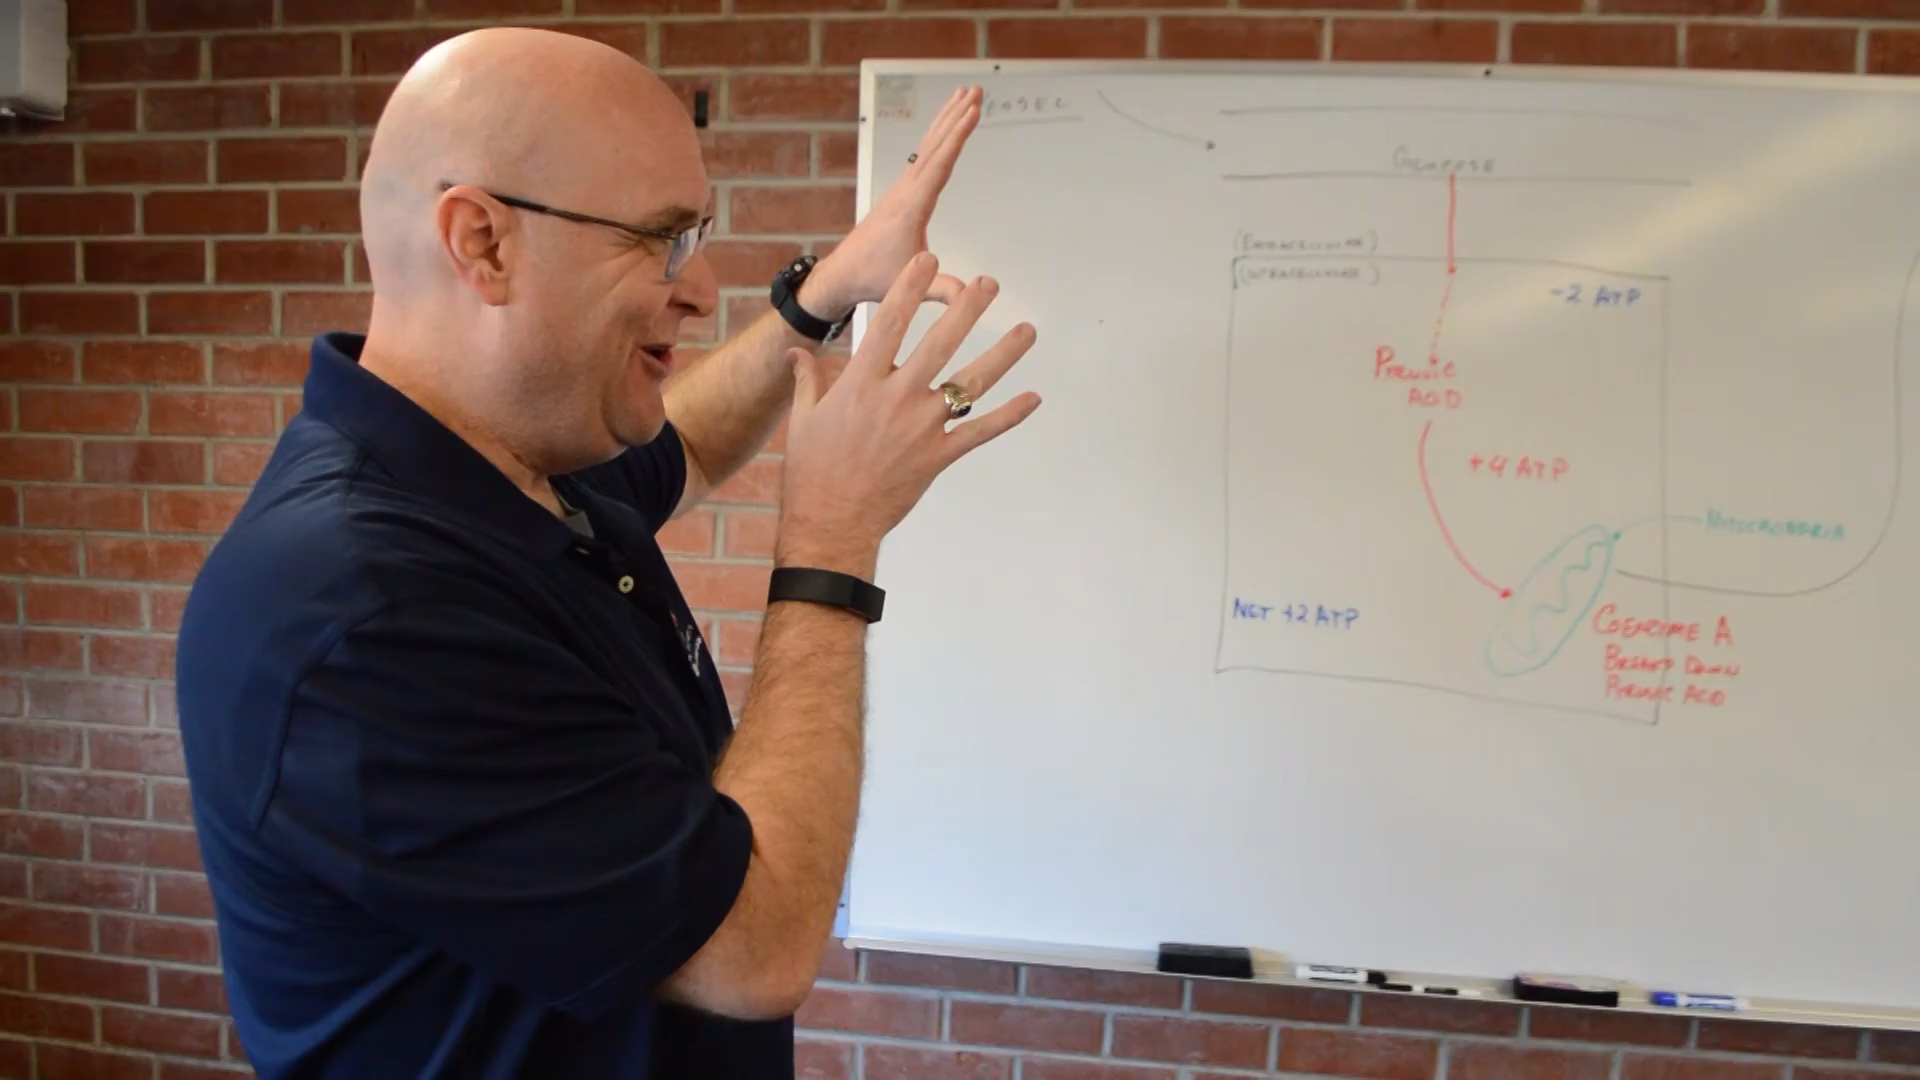 Glucose
(Extracellular)
(Intracellular)
-2 ATP
Pyruvic
Acid
+4 ATP
Mitochondria
Net +2 ATP
Coenzyme A
Breaks Down
Pyruvic Acid